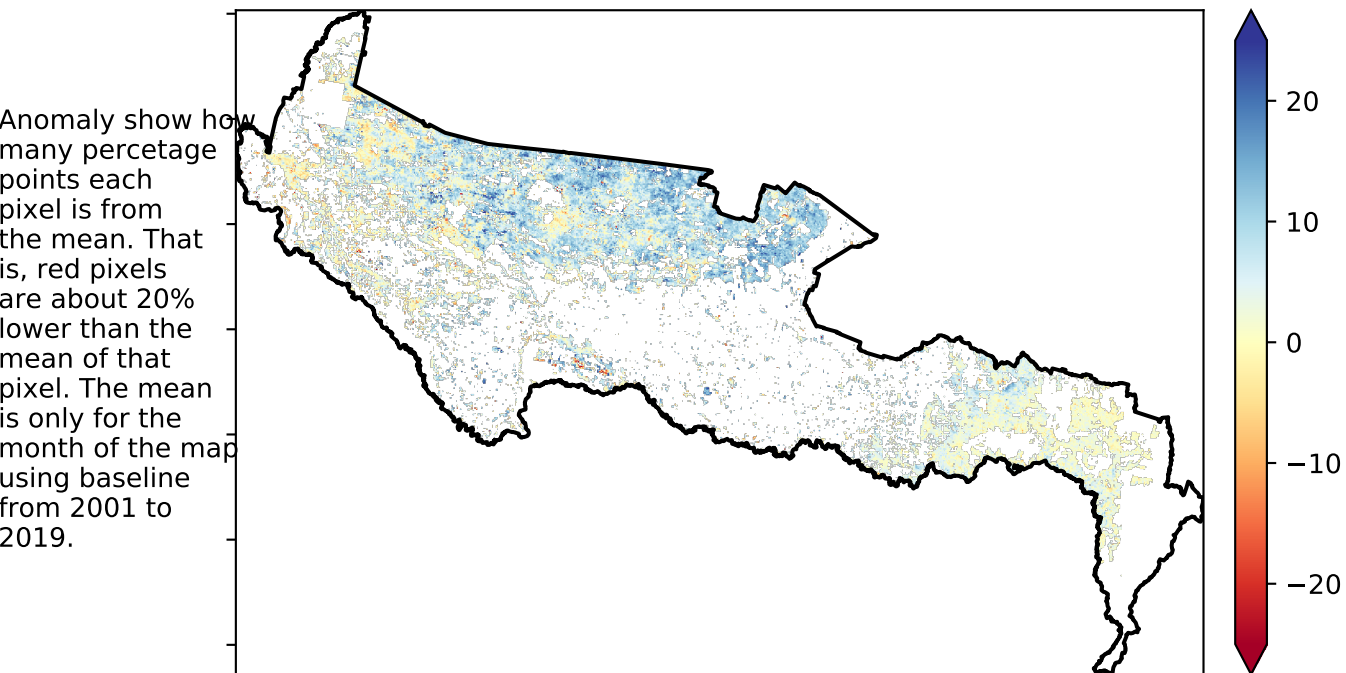 Anomaly show how
many percetage
points each
pixel is from
the mean. That
is, red pixels
are about 20%
lower than the
mean of that
pixel. The mean
is only for the
month of the map
using baseline
from 2001 to
2019.
20
10
0
−10
−20